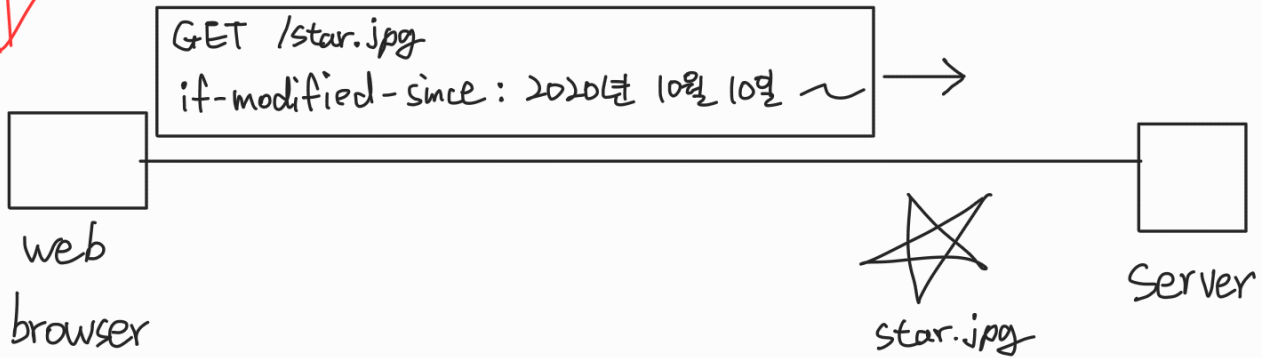 GET /star.jpg
if-modified-since: 2020년 10월 10일 ~
web
browser
star.jpg
Server